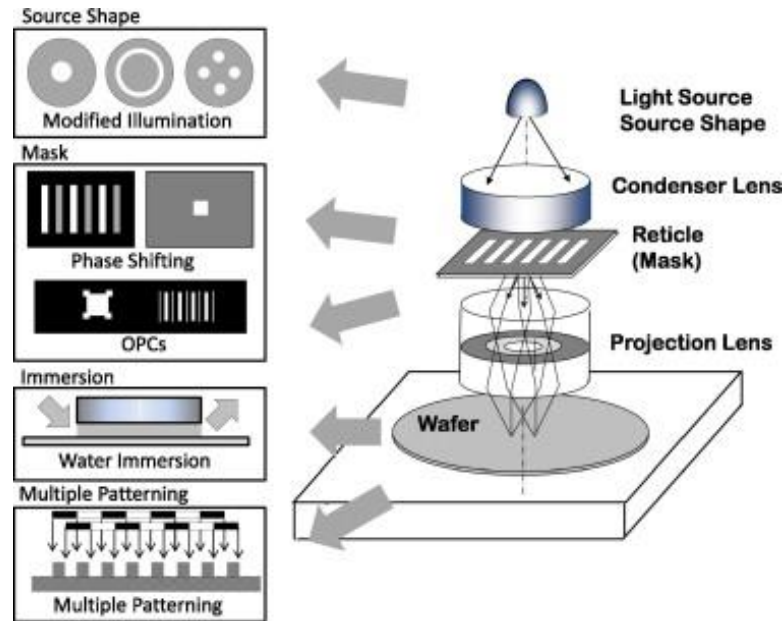 Source Shape
Modified Illumination
Mask
Phase Shifting
OPCs
Immersion
Water Immersion
Multiple Patterning
Multiple Patterning
Light Source
Source Shape
Condenser Lens
Reticle
(Mask)
Projection Lens
Wafer